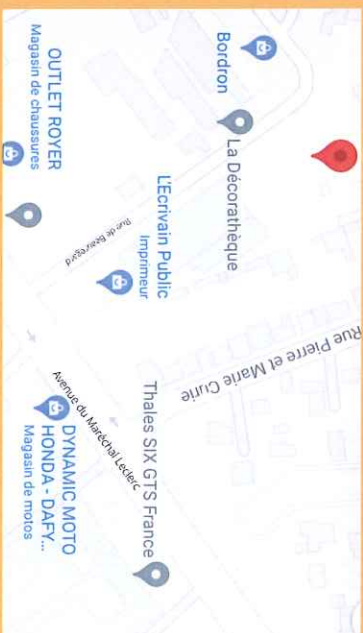 Rue Pierre et Marie Curie
Bordron
La Décorathèque
L'Ecrivain Public
Imprimeur
Thales SIX GTS France
Rue de Beauregard
Avenue du Maréchal Leclerc
OUTLET ROYER
Magasin de chaussures
DYNAMIC MOTO
HONDA - DAFY...
Magasin de motos